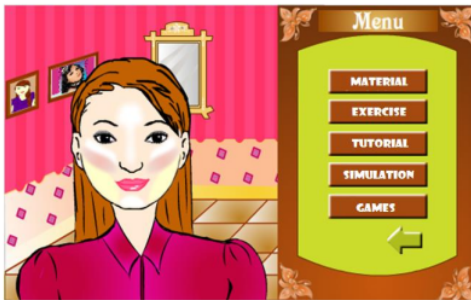 Menu
MATERIAL
EXERCISE
TUTORIAL
SIMULATION
GAMES